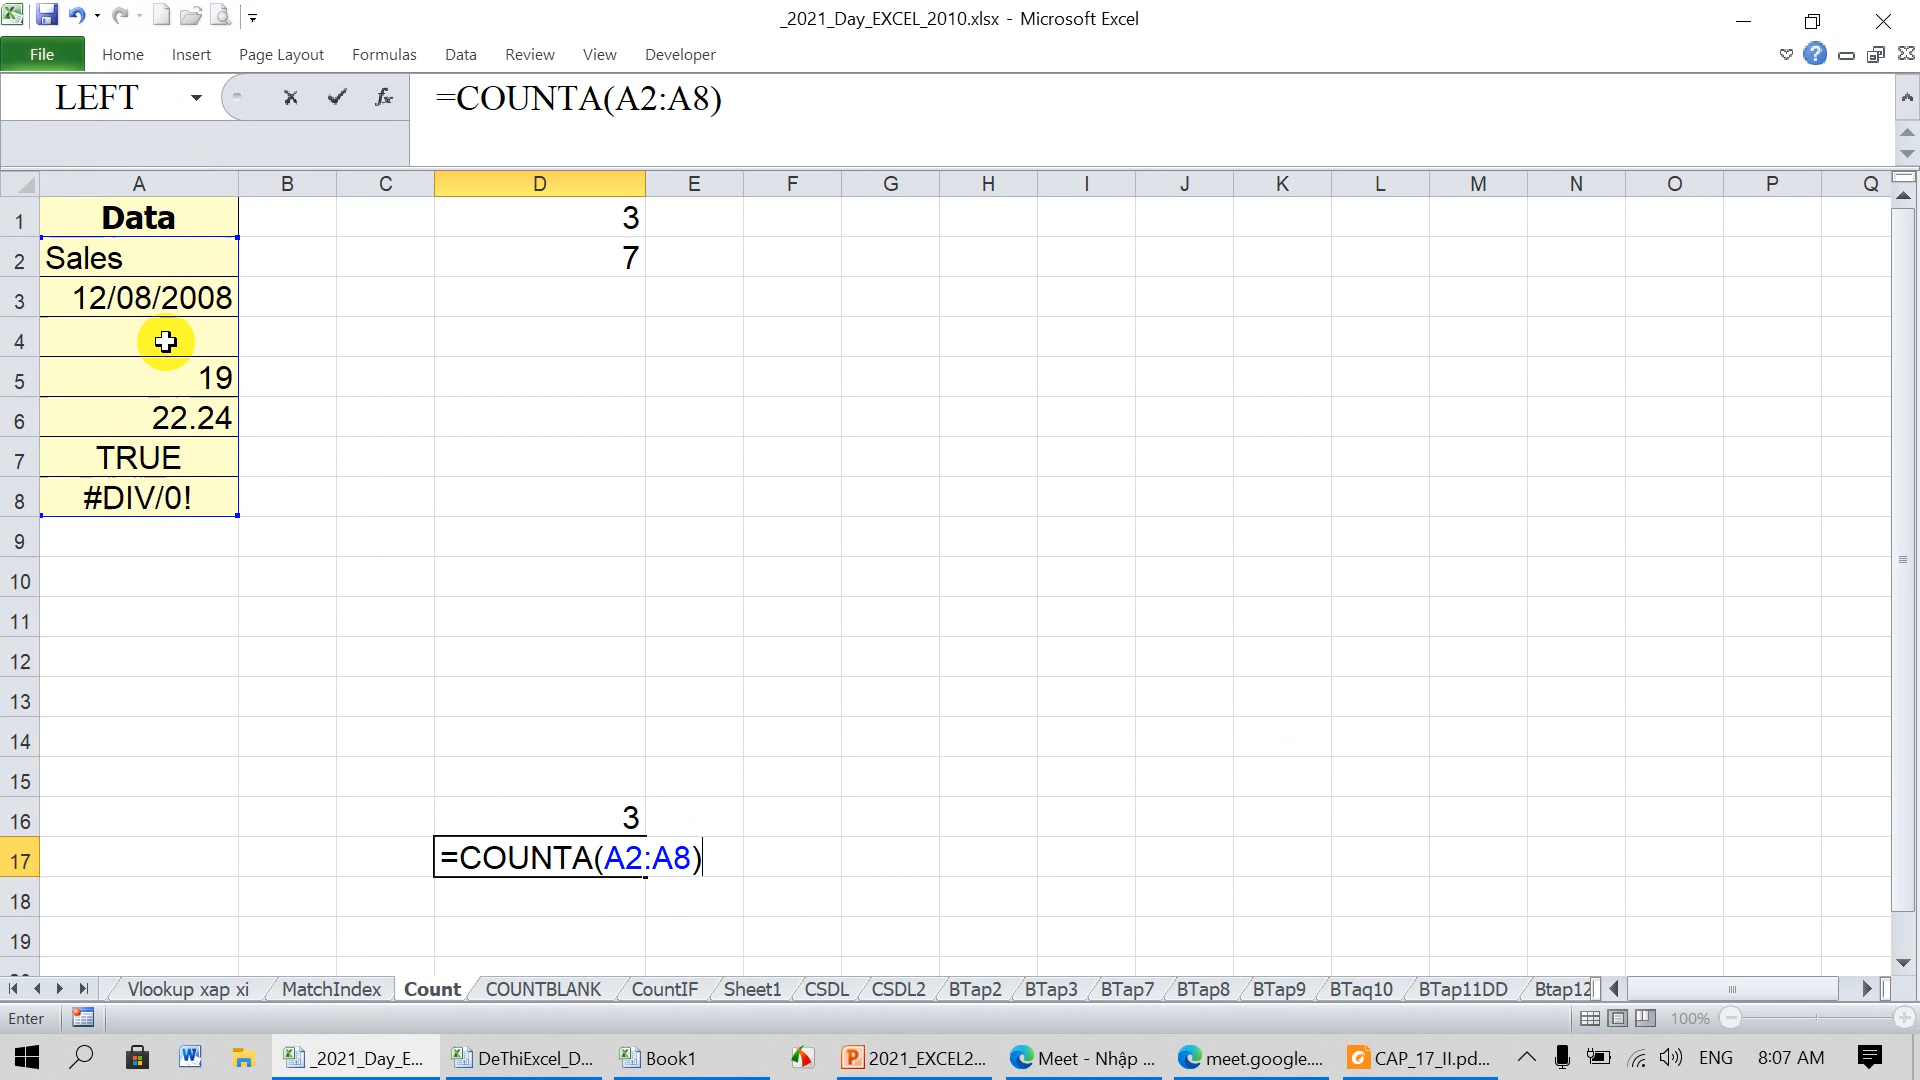 _2021_Day_EXCEL_2010.xlsx - Microsoft Excel
File Home Insert Page Layout Formulas Data Review View Developer
LEFT fx =COUNTA(A2:A8)
A B C D E F G H I J K L M N O P Q
1 Data 3
2 Sales 7
3 12/08/2008
4
5 19
6 22.24
7 TRUE
8 #DIV/0!
9
10
11
12
13
14
15
16 3
17 =COUNTA(A2:A8)
18
19
Vlookup xap xi MatchIndex Count COUNTBLANK CountIF Sheet1 CSDL CSDL2 BTap2 BTap3 BTap7 BTap8 BTap9 BTaq10 BTap11DD Btap12
Enter 100%
_2021_Day_E... DeThiExcel_D... Book1 2021_EXCEL2... Meet - Nhập ... meet.google.... CAP_17_II.pd... ENG 8:07 AM